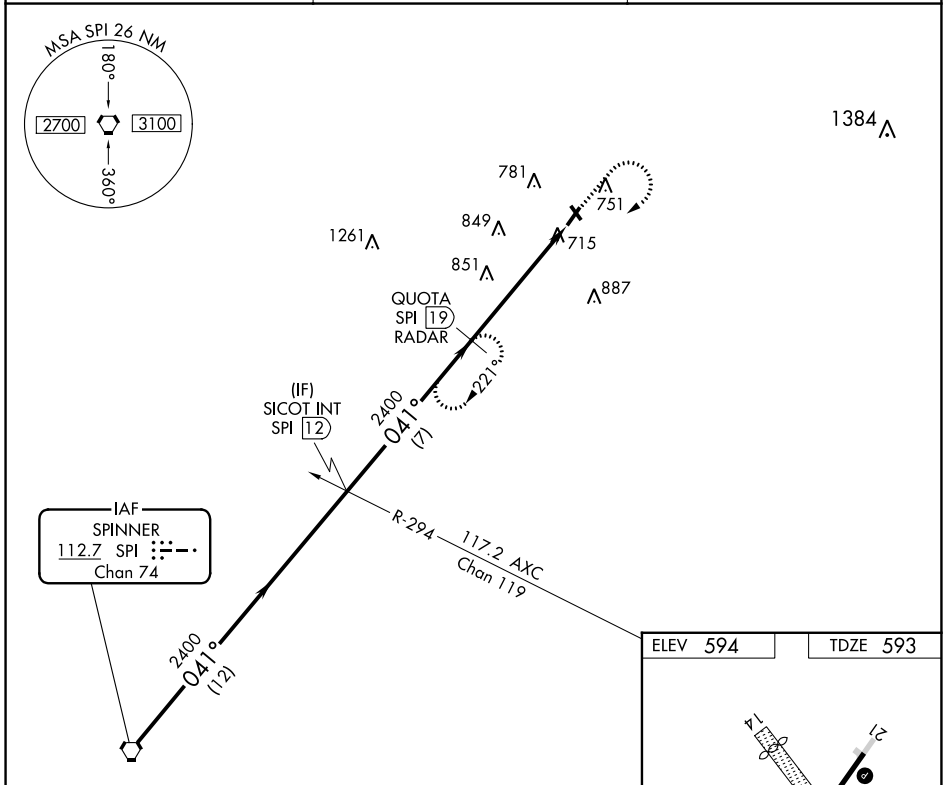 MSA SPI 26 NM
180°
2700
3100
360°
1384
781
751
849
715
1261
851
887
QUOTA
SPI 19
RADAR
221°
(IF)
SICOT INT
SPI 12
2400
041°
(7)
IAF
SPINNER
112.7 SPI
Chan 74
R-294
117.2 AXC
Chan 119
2400
041°
(12)
ELEV 594
TDZE 593
14
21
P